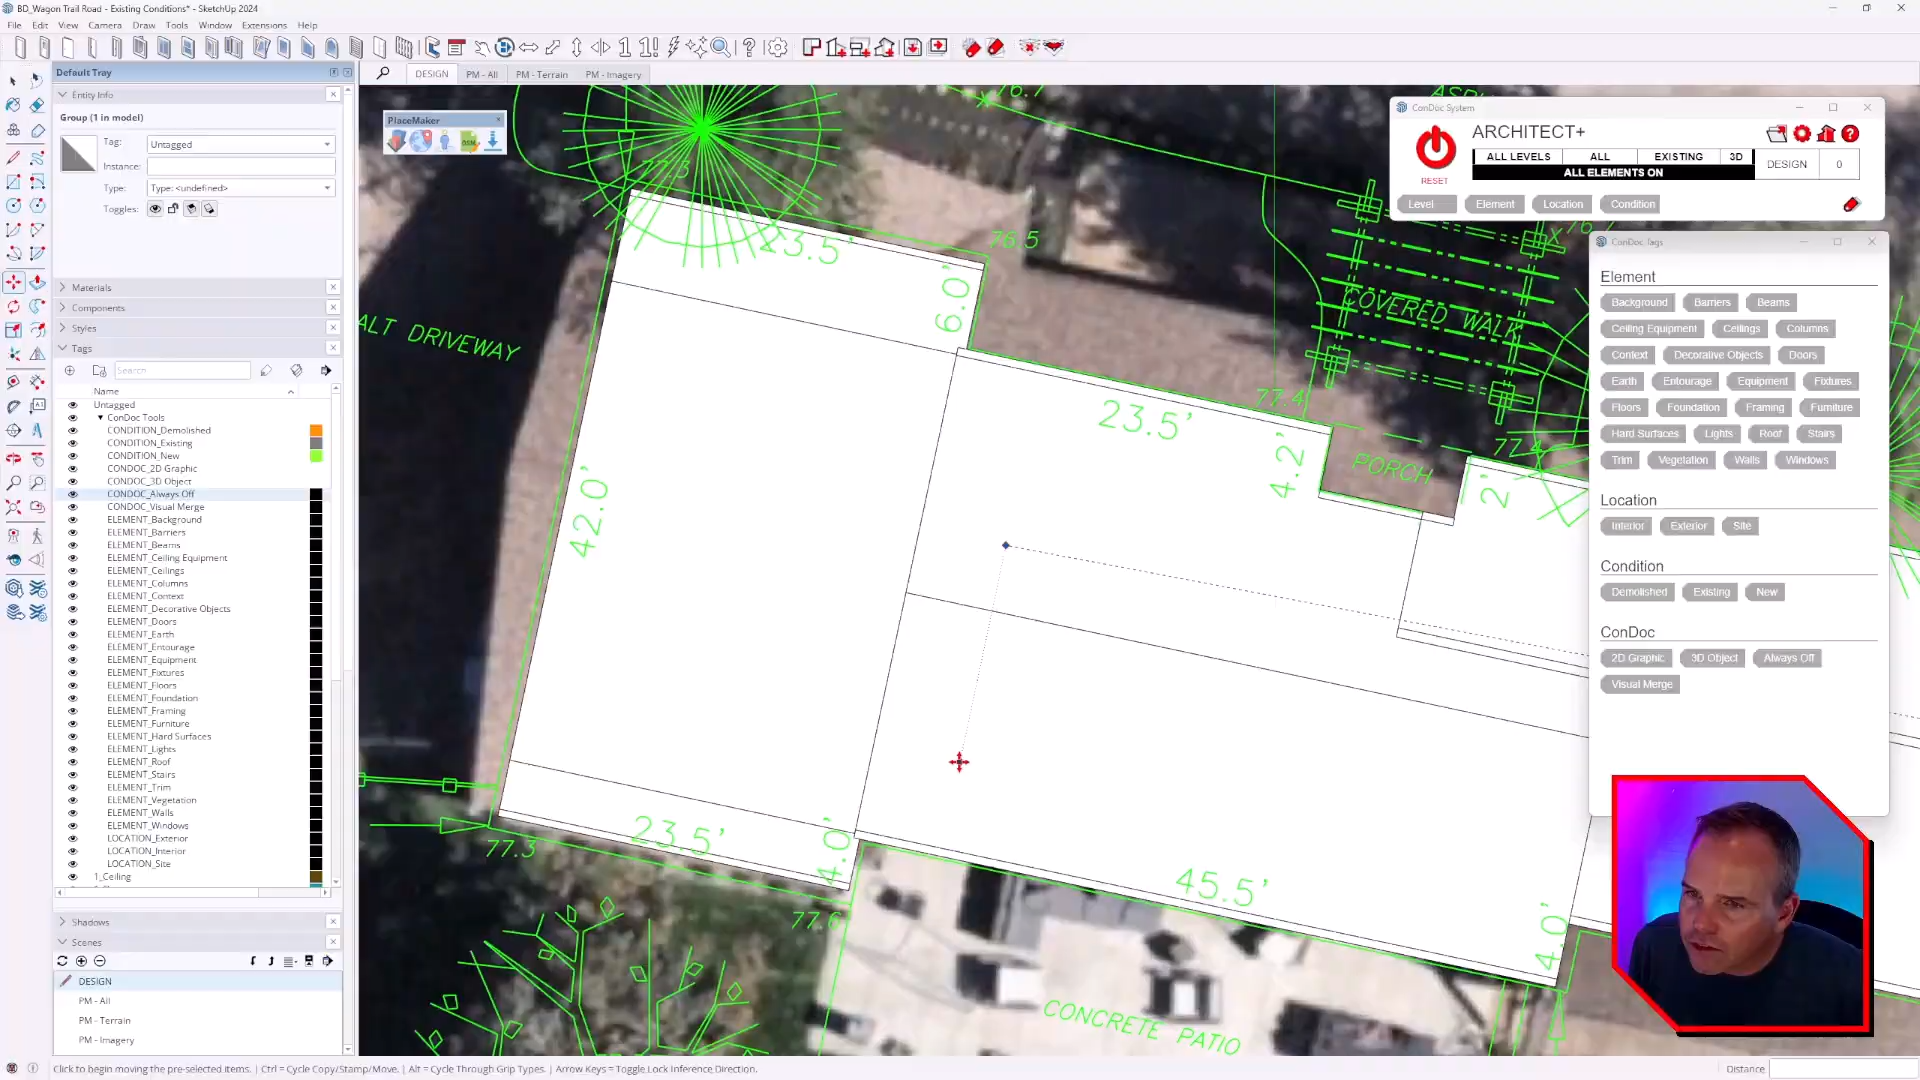 BD_Wagon Trail Road - Existing Conditions* - SketchUp 2024
File Edit View Camera Draw Tools Window Extensions Help
Default Tray
DESIGN PM - All PM - Terrain PM - Imagery
Entity Info
Group (1 in model)
Tag: Untagged
Instance:
Type: Type: <undefined>
Toggles:
Materials
Components
Styles
Tags
Search
Name
Untagged
ConDoc Tools
CONDITION_Demolished
CONDITION_Existing
CONDITION_New
CONDOC_2D Graphic
CONDOC_3D Object
CONDOC_Always Off
CONDOC_Visual Merge
ELEMENT_Background
ELEMENT_Barriers
ELEMENT_Beams
ELEMENT_Ceiling Equipment
ELEMENT_Ceilings
ELEMENT_Columns
ELEMENT_Context
ELEMENT_Decorative Objects
ELEMENT_Doors
ELEMENT_Earth
ELEMENT_Entourage
ELEMENT_Equipment
ELEMENT_Fixtures
ELEMENT_Floors
ELEMENT_Foundation
ELEMENT_Framing
ELEMENT_Furniture
ELEMENT_Hard Surfaces
ELEMENT_Lights
ELEMENT_Roof
ELEMENT_Stairs
ELEMENT_Trim
ELEMENT_Vegetation
ELEMENT_Walls
ELEMENT_Windows
LOCATION_Exterior
LOCATION_Interior
LOCATION_Site
1_Ceiling
Shadows
Scenes
DESIGN
PM - All
PM - Terrain
PM - Imagery
PlaceMaker
76.7
77.3
23.5'
76.5
6.0'
ALT DRIVEWAY
COVERED WALK
77.4
23.5'
4.2'
PORCH
77.4
2'
42.0'
23.5'
77.3
4.0'
77.6
45.5'
4.0'
CONCRETE PATIO
ConDoc System
ARCHITECT+
RESET
ALL LEVELS ALL EXISTING 3D
ALL ELEMENTS ON
DESIGN 0
Level Element Location Condition
ConDoc Tags
Element
Background Barriers Beams
Ceiling Equipment Ceilings Columns
Context Decorative Objects Doors
Earth Entourage Equipment Fixtures
Floors Foundation Framing Furniture
Hard Surfaces Lights Roof Stairs
Trim Vegetation Walls Windows
Location
Interior Exterior Site
Condition
Demolished Existing New
ConDoc
2D Graphic 3D Object Always Off
Visual Merge
Click to begin moving the pre-selected items. | Ctrl = Cycle Copy/Stamp/Move. | Alt = Cycle Through Grip Types. | Arrow Keys = Toggle Lock Inference Direction.
Distance